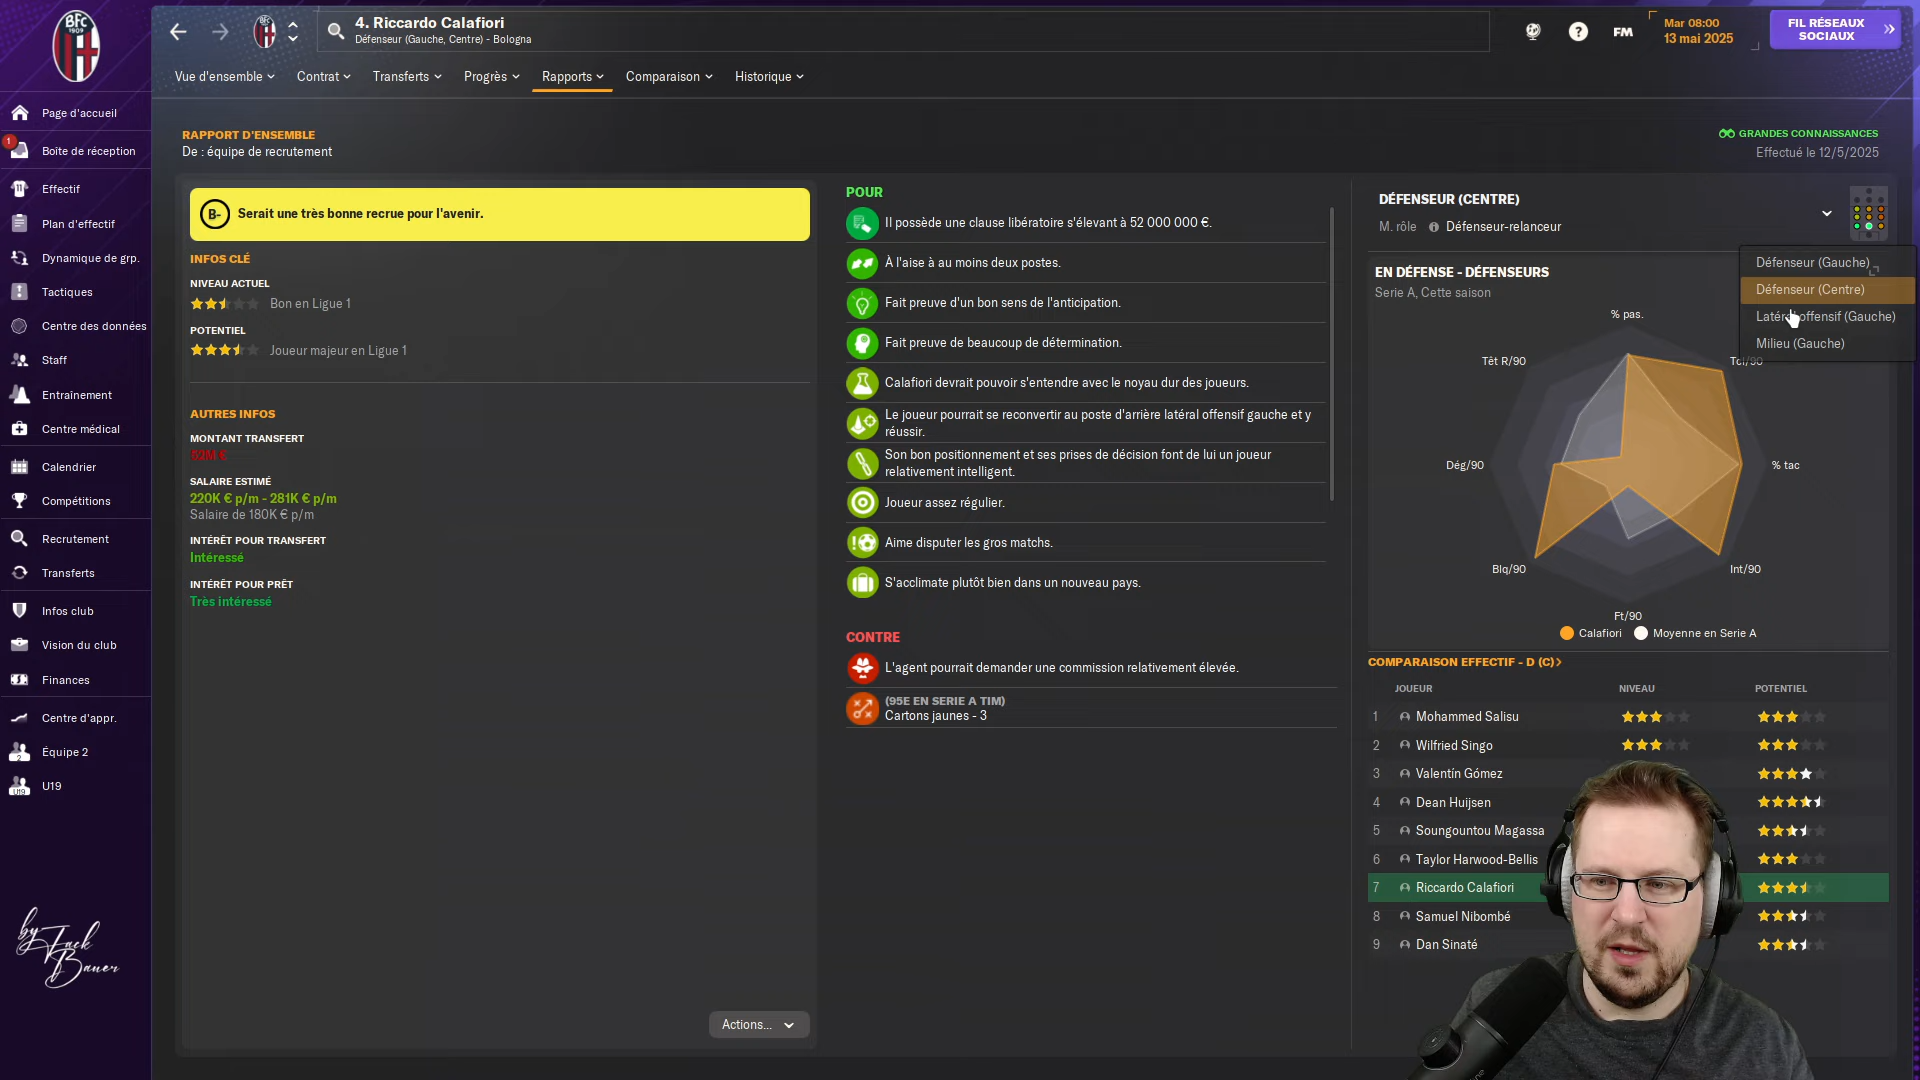 BFC
1909
4. Riccardo Calafiori
Défenseur (Gauche, Centre) - Bologna
FM
Mar 08:00
13 mai 2025
FIL RÉSEAUX
SOCIAUX
Vue d'ensemble
Contrat
Transferts
Progrès
Rapports
Comparaison
Historique
Page d'accueil
1
Boîte de réception
Effectif
Plan d'effectif
Dynamique de grp.
Tactiques
Centre des données
Staff
Entraînement
Centre médical
Calendrier
Compétitions
Recrutement
Transferts
Infos club
Vision du club
Finances
Centre d'appr.
Équipe 2
U19
by Jack
Bauer
RAPPORT D'ENSEMBLE
De : équipe de recrutement
GRANDES CONNAISSANCES
Effectué le 12/5/2025
B-
Serait une très bonne recrue pour l'avenir.
INFOS CLÉ
NIVEAU ACTUEL
Bon en Ligue 1
POTENTIEL
Joueur majeur en Ligue 1
AUTRES INFOS
MONTANT TRANSFERT
52M €
SALAIRE ESTIMÉ
220K € p/m - 281K € p/m
Salaire de 180K € p/m
INTÉRÊT POUR TRANSFERT
Intéressé
INTÉRÊT POUR PRÊT
Très intéressé
Actions...
POUR
Il possède une clause libératoire s'élevant à 52 000 000 €.
À l'aise à au moins deux postes.
Fait preuve d'un bon sens de l'anticipation.
Fait preuve de beaucoup de détermination.
Calafiori devrait pouvoir s'entendre avec le noyau dur des joueurs.
Le joueur pourrait se reconvertir au poste d'arrière latéral offensif gauche et y
réussir.
Son bon positionnement et ses prises de décision font de lui un joueur
relativement intelligent.
Joueur assez régulier.
Aime disputer les gros matchs.
S'acclimate plutôt bien dans un nouveau pays.
CONTRE
L'agent pourrait demander une commission relativement élevée.
(95E EN SERIE A TIM)
Cartons jaunes - 3
DÉFENSEUR (CENTRE)
M. rôle Défenseur-relanceur
Défenseur (Gauche)
Défenseur (Centre)
Latéral offensif (Gauche)
Milieu (Gauche)
EN DÉFENSE - DÉFENSEURS
Serie A, Cette saison
% pas.
Têt R/90
Tcl/90
Dég/90
% tac
Blq/90
Int/90
Ft/90
Calafiori
Moyenne en Serie A
COMPARAISON EFFECTIF - D (C)
JOUEUR NIVEAU POTENTIEL
1 Mohammed Salisu
2 Wilfried Singo
3 Valentín Gómez
4 Dean Huijsen
5 Soungountou Magassa
6 Taylor Harwood-Bellis
7 Riccardo Calafiori
8 Samuel Nibombé
9 Dan Sinaté